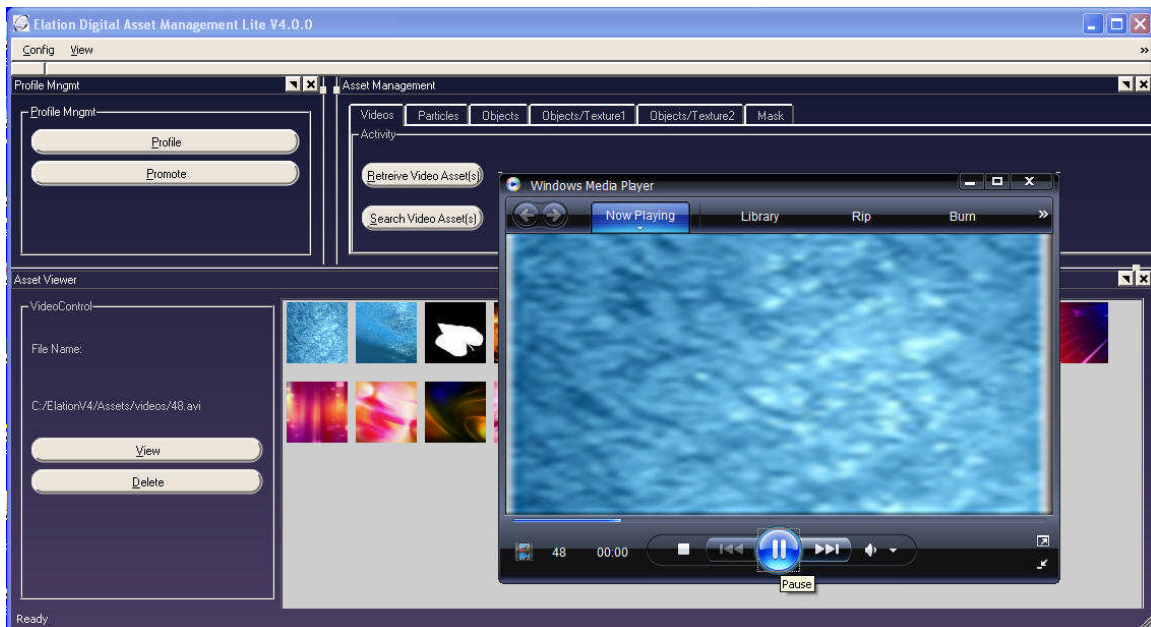 Elation Digital Asset Management Lite V4.0.0
Config View »
Profile Mngmt
Asset Management
Profile Mngmt
Profile
Promote
Videos Particles Objects Objects/Texture1 Objects/Texture2 Mask
Activity
Retreive Video Asset(s)
Search Video Asset(s)
Windows Media Player
Now Playing Library Rip Burn »
Asset Viewer
VideoControl
File Name:
C:/ElationV4/Assets/videos/48.avi
View
Delete
48 00:00
Pause
Ready